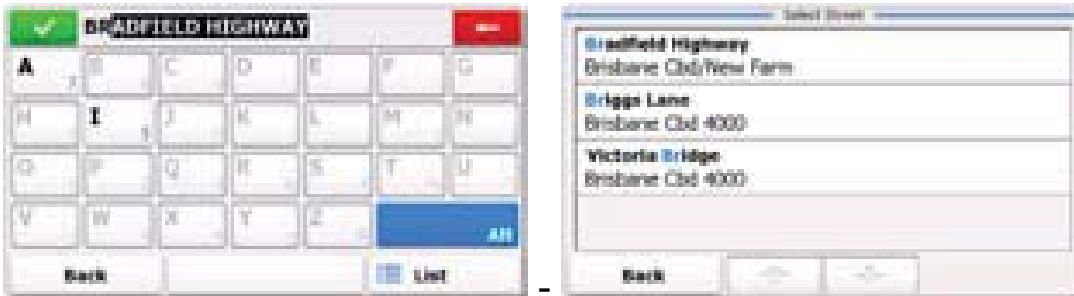 BRADFIELD HIGHWAY
A B C D E F G
H I J K L M N
O P Q R S T U
V W X Y Z
Back List
-
Select Street
Bradfield Highway
Brisbane Cbd/New Farm
Briggs Lane
Brisbane Cbd 4000
Victoria Bridge
Brisbane Cbd 4000
Back